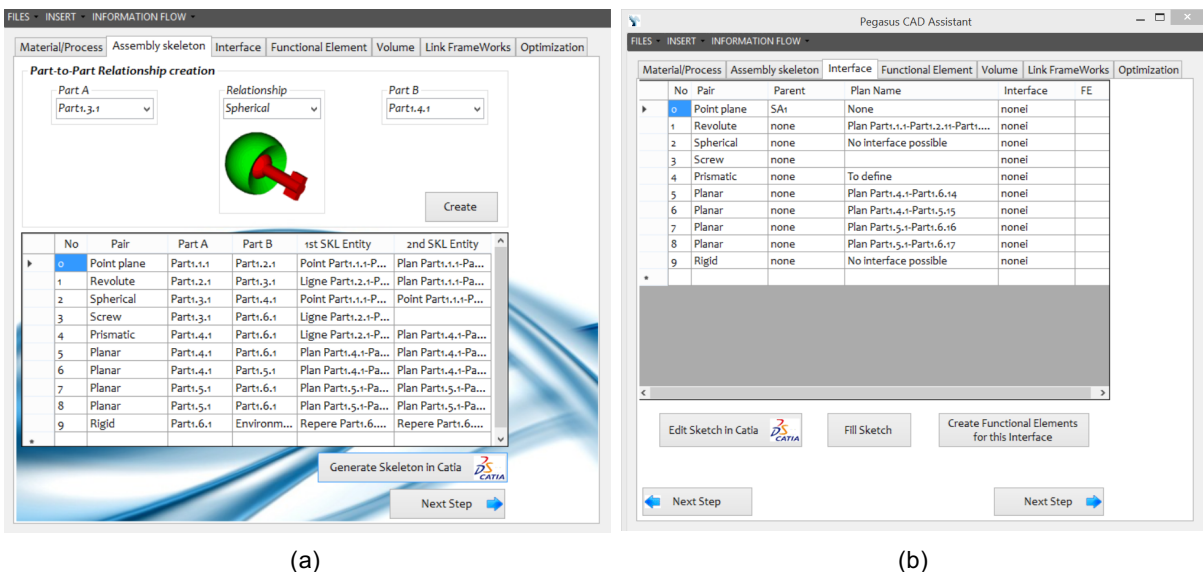 FILES INSERT INFORMATION FLOW
Material/Process Assembly skeleton Interface Functional Element Volume Link FrameWorks Optimization
Part-to-Part Relationship creation
Part A Relationship Part B
Part1.3.1 Spherical Part1.4.1
Create
No Pair Part A Part B 1st SKL Entity 2nd SKL Entity
0 Point plane Part1.1.1 Part1.2.1 Point Part1.1.1-P... Plan Part1.1.1-Pa...
1 Revolute Part1.2.1 Part1.3.1 Ligne Part1.2.1-P... Plan Part1.1.1-Pa...
2 Spherical Part1.3.1 Part1.4.1 Point Part1.1.1-P... Point Part1.1.1-P...
3 Screw Part1.3.1 Part1.6.1 Ligne Part1.2.1-P...
4 Prismatic Part1.4.1 Part1.6.1 Ligne Part1.2.1-P... Plan Part1.4.1-Pa...
5 Planar Part1.4.1 Part1.6.1 Plan Part1.4.1-Pa... Plan Part1.4.1-Pa...
6 Planar Part1.4.1 Part1.5.1 Plan Part1.4.1-Pa... Plan Part1.4.1-Pa...
7 Planar Part1.5.1 Part1.6.1 Plan Part1.5.1-Pa... Plan Part1.5.1-Pa...
8 Planar Part1.5.1 Part1.6.1 Plan Part1.5.1-Pa... Plan Part1.5.1-Pa...
9 Rigid Part1.6.1 Environm... Repere Part1.6.... Repere Part1.6....
Generate Skeleton in Catia CATIA
Next Step
(a)
Pegasus CAD Assistant
FILES INSERT INFORMATION FLOW
Material/Process Assembly skeleton Interface Functional Element Volume Link FrameWorks Optimization
No Pair Parent Plan Name Interface FE
0 Point plane SA1 None nonei
1 Revolute none Plan Part1.1.1-Part1.2.11-Part1.... nonei
2 Spherical none No interface possible nonei
3 Screw none nonei
4 Prismatic none To define nonei
5 Planar none Plan Part1.4.1-Part1.6.14 nonei
6 Planar none Plan Part1.4.1-Part1.5.15 nonei
7 Planar none Plan Part1.5.1-Part1.6.16 nonei
8 Planar none Plan Part1.5.1-Part1.6.17 nonei
9 Rigid none No interface possible nonei
Edit Sketch in Catia CATIA Fill Sketch Create Functional Elements
for this Interface
Next Step Next Step
(b)